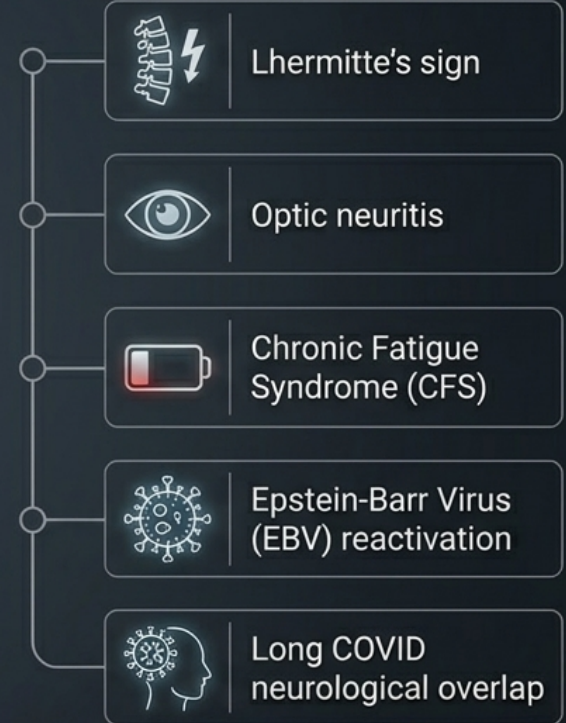 Lhermitte's sign
Optic neuritis
Chronic Fatigue
Syndrome (CFS)
Epstein-Barr Virus
(EBV) reactivation
Long COVID
neurological overlap